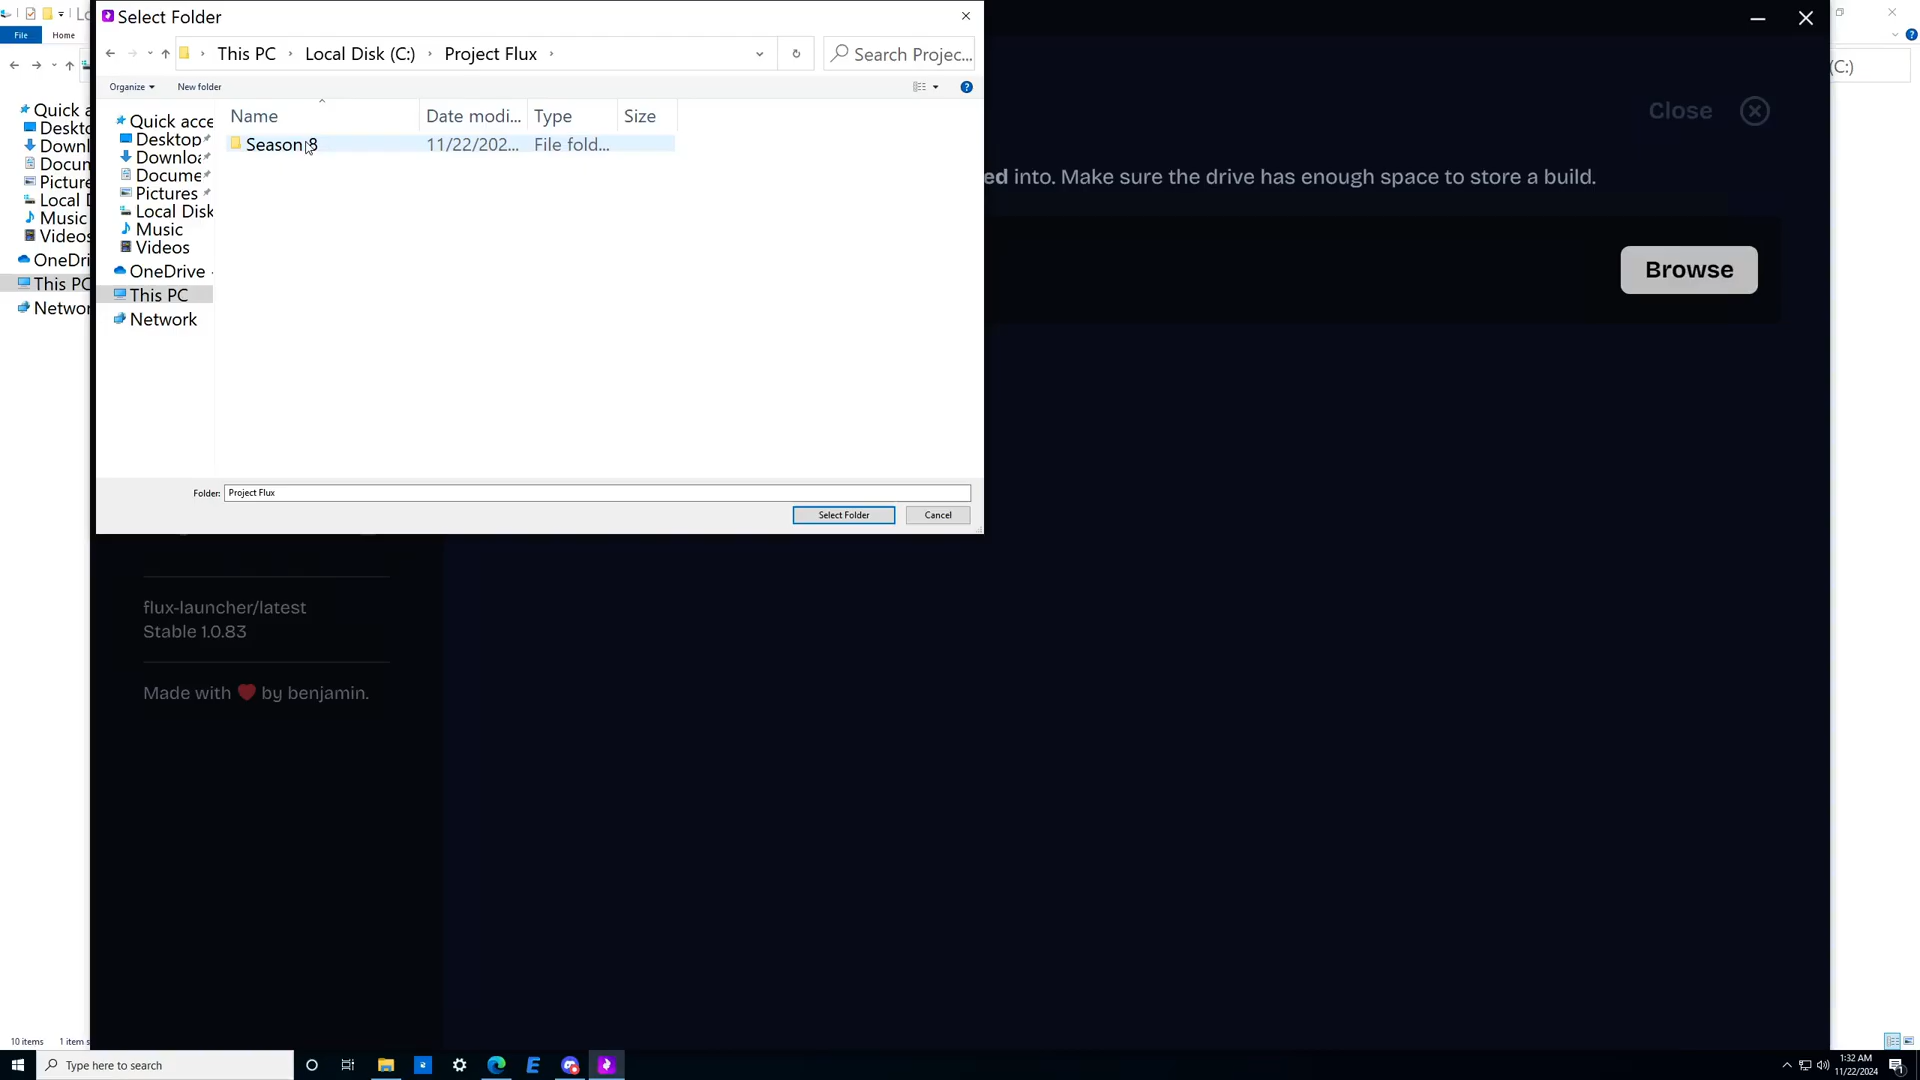 Select Folder
This PC
Local Disk (C:)
Project Flux
Search Projec...
Organize
New folder
Name
Date modi...
Type
Size
Season 8
11/22/202...
File fold...
Quick acce
Desktop
Downloa
Docume
Pictures
Local Disk
Music
Videos
OneDrive
This PC
Network
Folder:
Project Flux
Select Folder
Cancel
File
Home
Quick a
Deskto
Downl
Docum
Picture
Local D
Music
Videos
OneDri
This PC
Networ
10 items
1 item s
(C:)
Close
ed into. Make sure the drive has enough space to store a build.
Browse
flux-launcher/latest
Stable 1.0.83
Made with ❤️ by benjamin.
Type here to search
1:32 AM
11/22/2024